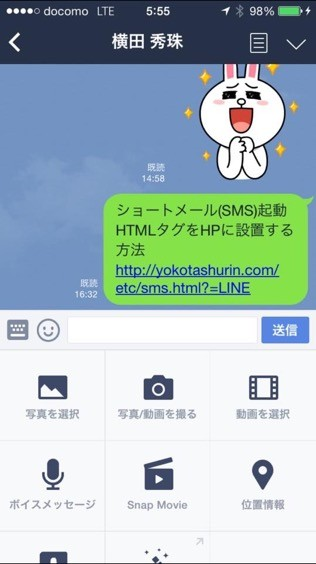 docomo LTE 5:55 98%
横田 秀珠
既読
14:58
ショートメール(SMS)起動
HTMLタグをHPに設置する
方法
http://yokotashurin.com/
etc/sms.html?=LINE
既読
16:32
送信
写真を選択 写真/動画を撮る 動画を選択
ボイスメッセージ Snap Movie 位置情報